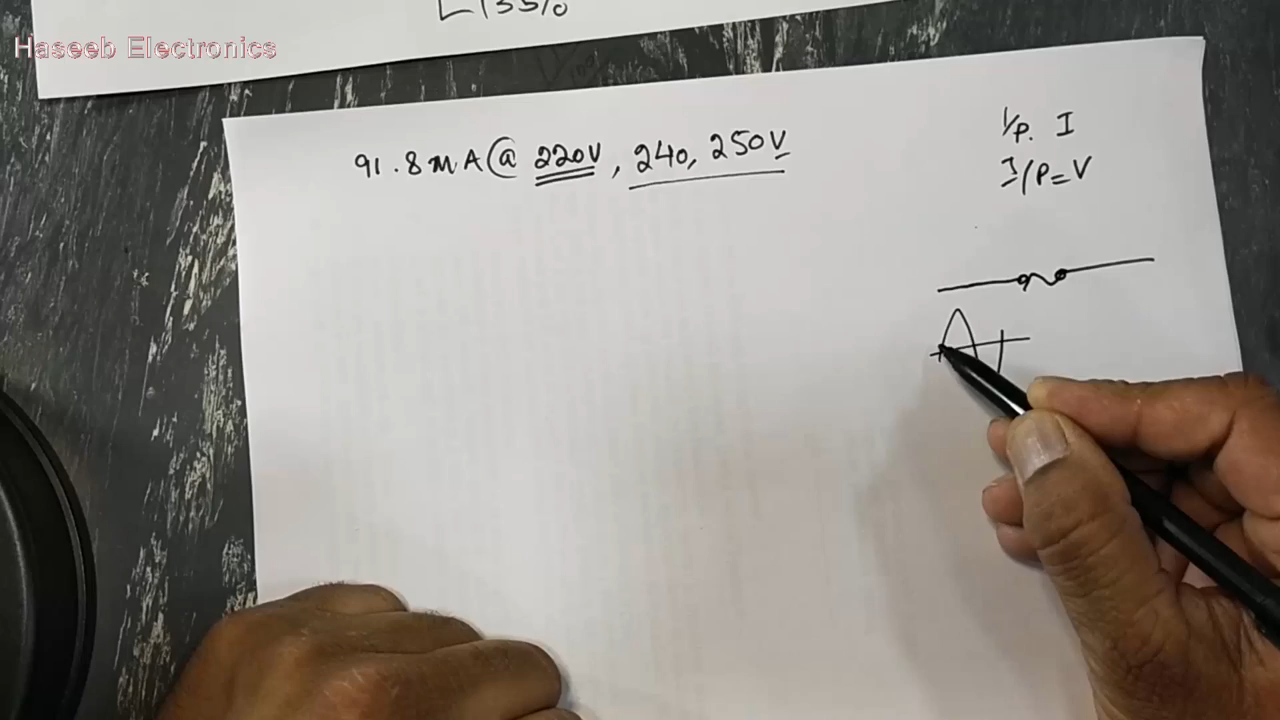 Haseeb Electronics
91.8mA@ 220V, 240, 250V
I/P. I
I/P=V